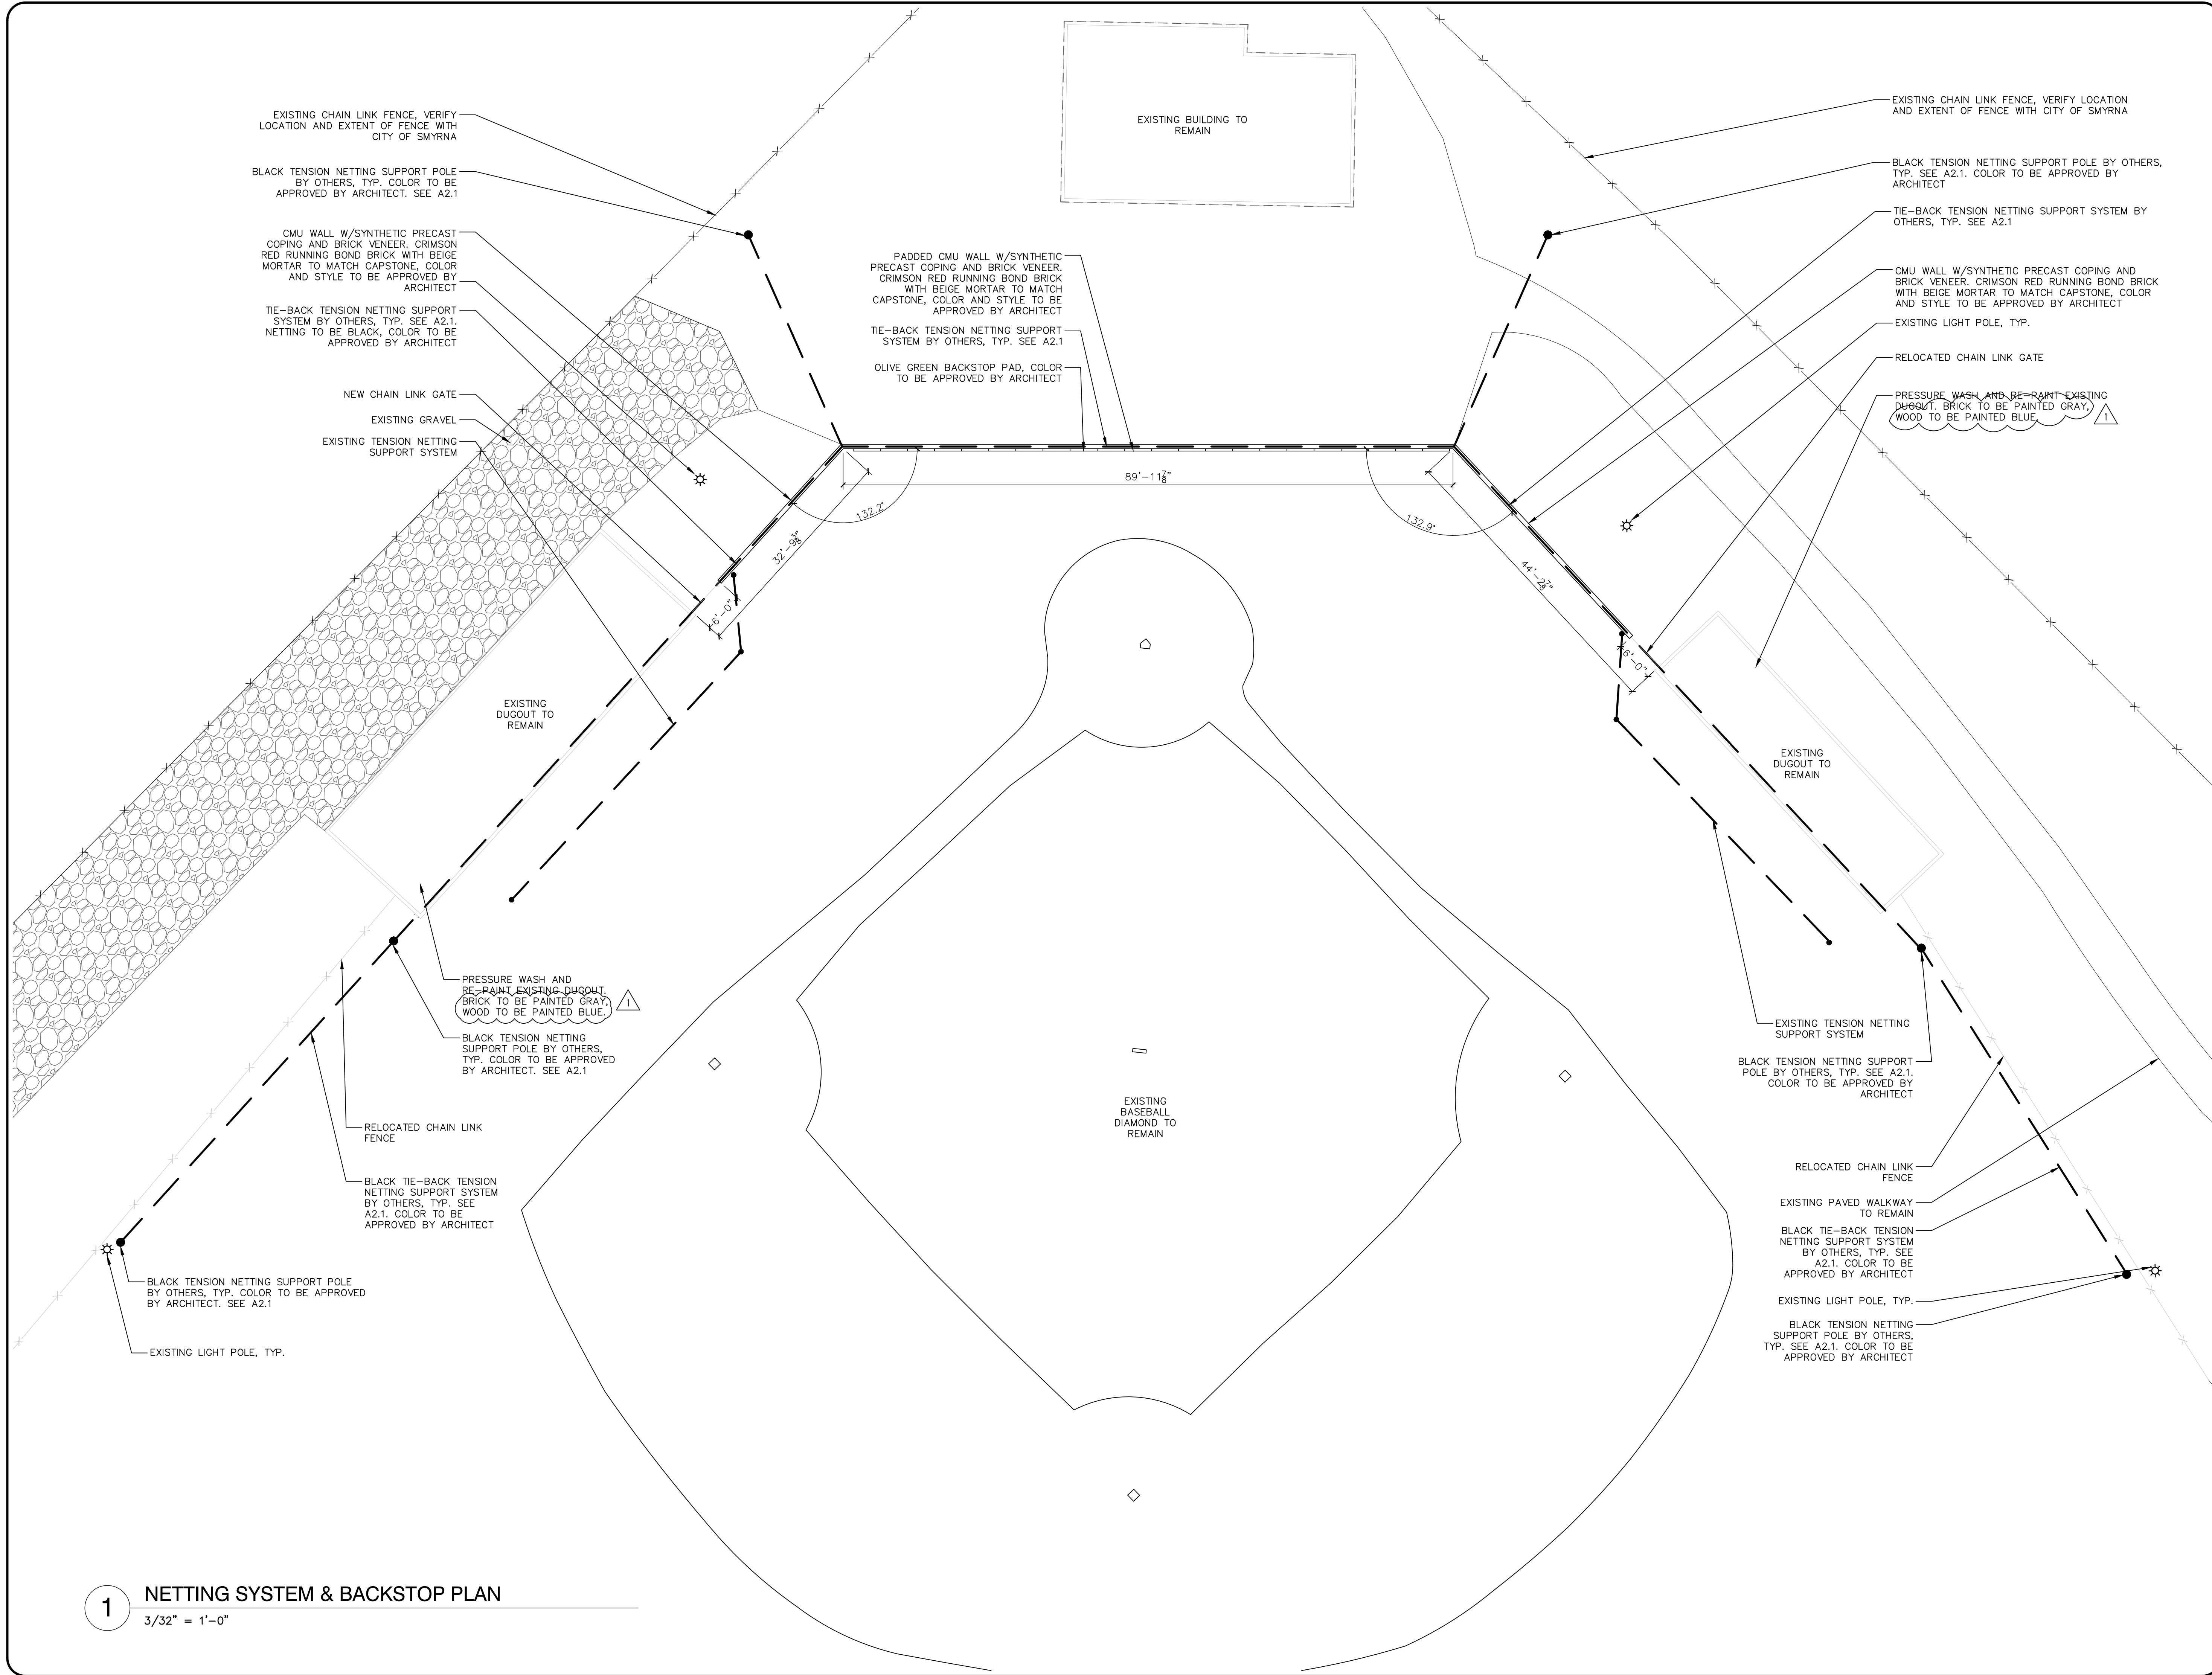 EXISTING CHAIN LINK FENCE, VERIFY
LOCATION AND EXTENT OF FENCE WITH
CITY OF SMYRNA
BLACK TENSION NETTING SUPPORT POLE
BY OTHERS, TYP. COLOR TO BE
APPROVED BY ARCHITECT. SEE A2.1
CMU WALL W/SYNTHETIC PRECAST
COPING AND BRICK VENEER. CRIMSON
RED RUNNING BOND BRICK WITH BEIGE
MORTAR TO MATCH CAPSTONE, COLOR
AND STYLE TO BE APPROVED BY
ARCHITECT
TIE-BACK TENSION NETTING SUPPORT
SYSTEM BY OTHERS, TYP. SEE A2.1.
NETTING TO BE BLACK, COLOR TO BE
APPROVED BY ARCHITECT
NEW CHAIN LINK GATE
EXISTING GRAVEL
EXISTING TENSION NETTING
SUPPORT SYSTEM
EXISTING BUILDING TO
REMAIN
PADDED CMU WALL W/SYNTHETIC
PRECAST COPING AND BRICK VENEER.
CRIMSON RED RUNNING BOND BRICK
WITH BEIGE MORTAR TO MATCH
CAPSTONE, COLOR AND STYLE TO BE
APPROVED BY ARCHITECT
TIE-BACK TENSION NETTING SUPPORT
SYSTEM BY OTHERS, TYP. SEE A2.1
OLIVE GREEN BACKSTOP PAD, COLOR
TO BE APPROVED BY ARCHITECT
EXISTING CHAIN LINK FENCE, VERIFY LOCATION
AND EXTENT OF FENCE WITH CITY OF SMYRNA
BLACK TENSION NETTING SUPPORT POLE BY OTHERS,
TYP. SEE A2.1. COLOR TO BE APPROVED BY
ARCHITECT
TIE-BACK TENSION NETTING SUPPORT SYSTEM BY
OTHERS, TYP. SEE A2.1
CMU WALL W/SYNTHETIC PRECAST COPING AND
BRICK VENEER. CRIMSON RED RUNNING BOND BRICK
WITH BEIGE MORTAR TO MATCH CAPSTONE, COLOR
AND STYLE TO BE APPROVED BY ARCHITECT
EXISTING LIGHT POLE, TYP.
RELOCATED CHAIN LINK GATE
PRESSURE WASH AND RE-PAINT EXISTING
DUGOUT. BRICK TO BE PAINTED GRAY,
WOOD TO BE PAINTED BLUE.
1
89'-11 7/8"
132.2°
132.9°
32'-9 3/8"
44'-2 7/8"
6'-0"
6'-0"
EXISTING
DUGOUT TO
REMAIN
EXISTING
DUGOUT TO
REMAIN
PRESSURE WASH AND
RE-PAINT EXISTING DUGOUT.
BRICK TO BE PAINTED GRAY,
WOOD TO BE PAINTED BLUE.
1
BLACK TENSION NETTING
SUPPORT POLE BY OTHERS,
TYP. COLOR TO BE APPROVED
BY ARCHITECT. SEE A2.1
RELOCATED CHAIN LINK
FENCE
BLACK TIE-BACK TENSION
NETTING SUPPORT SYSTEM
BY OTHERS, TYP. SEE
A2.1. COLOR TO BE
APPROVED BY ARCHITECT
BLACK TENSION NETTING SUPPORT POLE
BY OTHERS, TYP. COLOR TO BE APPROVED
BY ARCHITECT. SEE A2.1
EXISTING LIGHT POLE, TYP.
EXISTING
BASEBALL
DIAMOND TO
REMAIN
EXISTING TENSION NETTING
SUPPORT SYSTEM
BLACK TENSION NETTING SUPPORT
POLE BY OTHERS, TYP. SEE A2.1.
COLOR TO BE APPROVED BY
ARCHITECT
RELOCATED CHAIN LINK
FENCE
EXISTING PAVED WALKWAY
TO REMAIN
BLACK TIE-BACK TENSION
NETTING SUPPORT SYSTEM
BY OTHERS, TYP. SEE
A2.1. COLOR TO BE
APPROVED BY ARCHITECT
EXISTING LIGHT POLE, TYP.
BLACK TENSION NETTING
SUPPORT POLE BY OTHERS,
TYP. SEE A2.1. COLOR TO BE
APPROVED BY ARCHITECT
1
NETTING SYSTEM & BACKSTOP PLAN
3/32" = 1'-0"